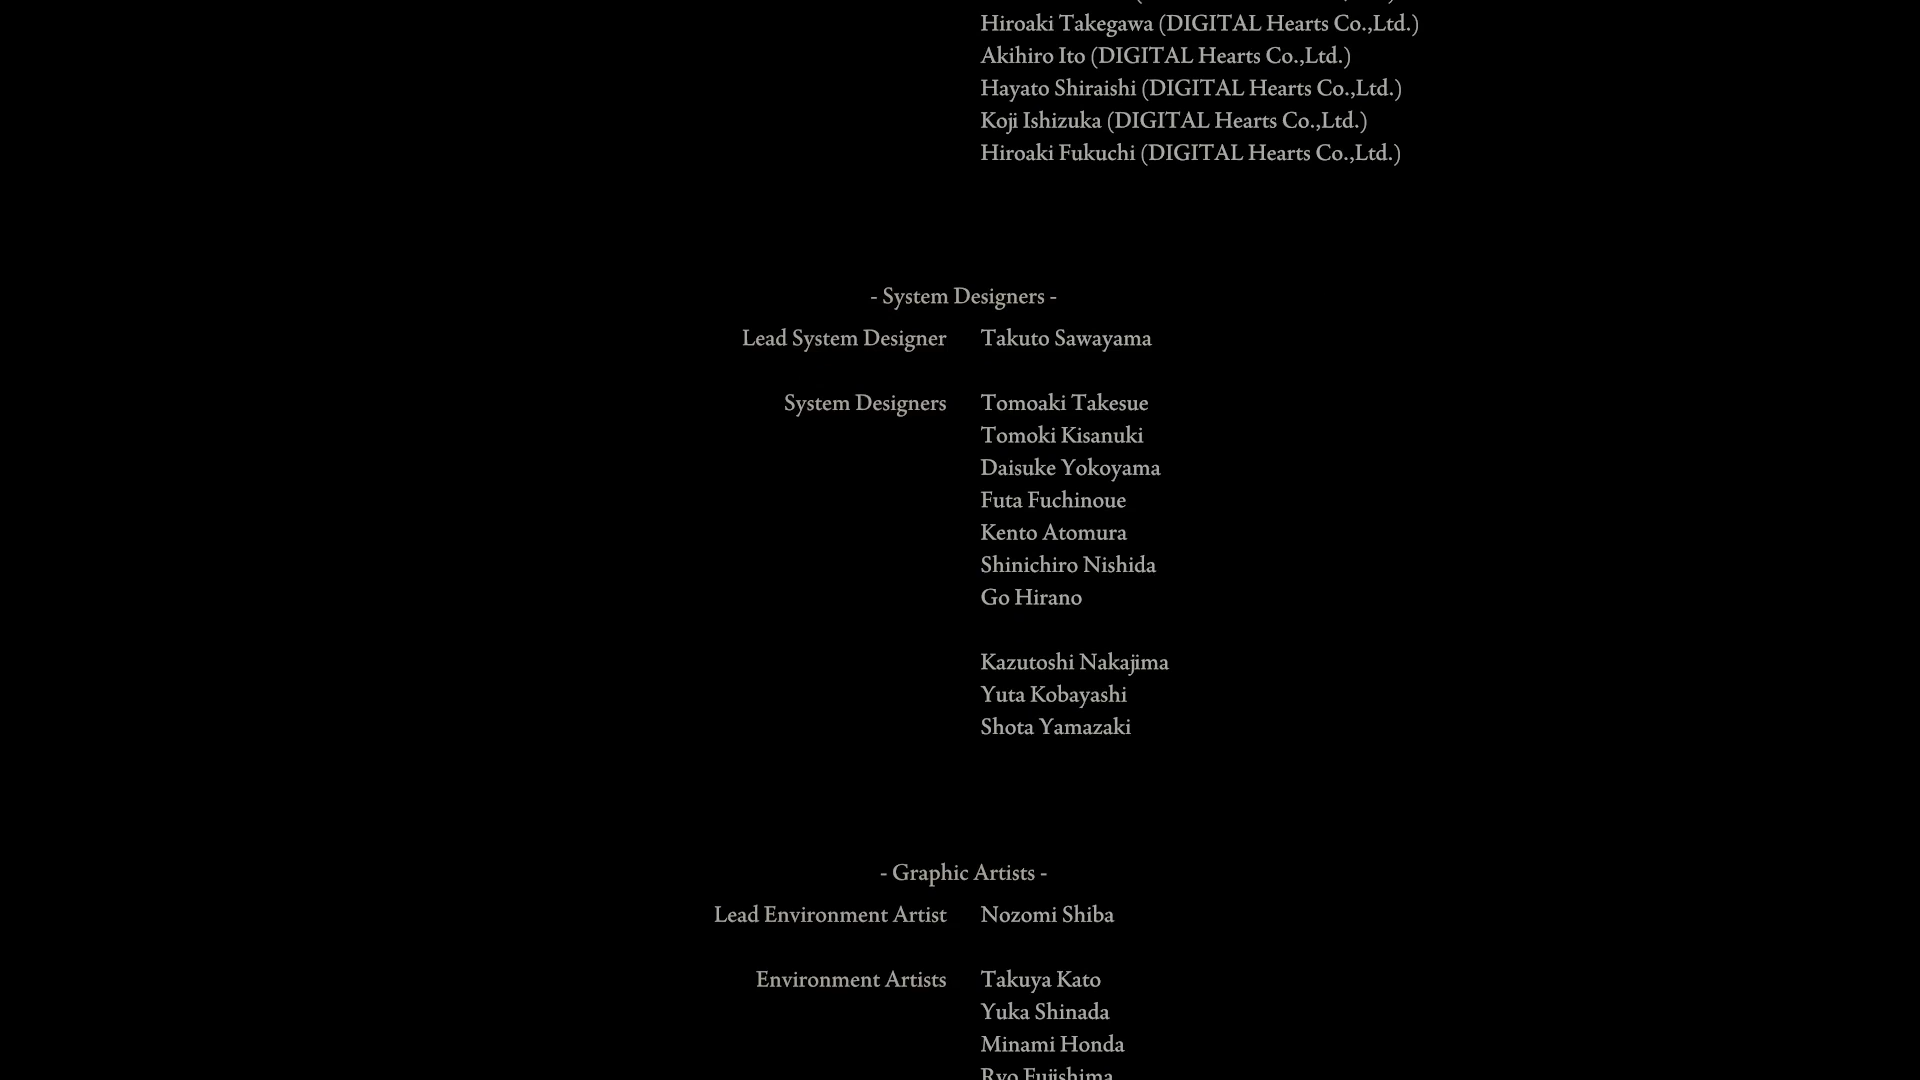 Hiroaki Takegawa (DIGITAL Hearts Co.,Ltd.)
Akihiro Ito (DIGITAL Hearts Co.,Ltd.)
Hayato Shiraishi (DIGITAL Hearts Co.,Ltd.)
Koji Ishizuka (DIGITAL Hearts Co.,Ltd.)
Hiroaki Fukuchi (DIGITAL Hearts Co.,Ltd.)
- System Designers -
Lead System Designer Takuto Sawayama
System Designers Tomoaki Takesue
Tomoki Kisanuki
Daisuke Yokoyama
Futa Fuchinoue
Kento Atomura
Shinichiro Nishida
Go Hirano
Kazutoshi Nakajima
Yuta Kobayashi
Shota Yamazaki
- Graphic Artists -
Lead Environment Artist Nozomi Shiba
Environment Artists Takuya Kato
Yuka Shinada
Minami Honda
Ryo Fujishima